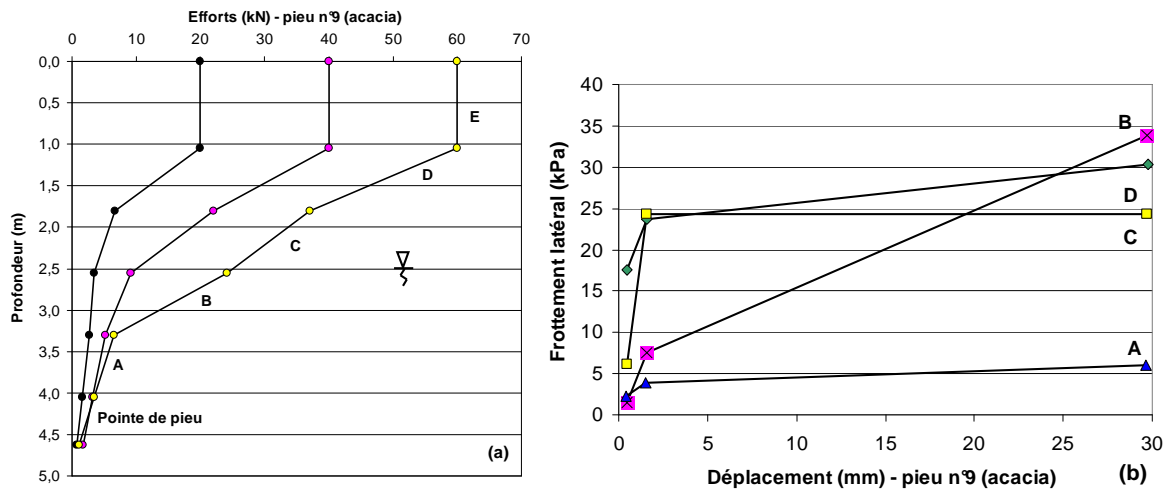 Efforts (kN) - pieu n°9 (acacia)
0 10 20 30 40 50 60 70
0,0
0,5
1,0
1,5
2,0
2,5
3,0
3,5
4,0
4,5
5,0
Profondeur (m)
E
D
C
B
A
Pointe de pieu
(a)
40
35
30
25
20
15
10
5
0
Frottement latéral (kPa)
B
D
C
A
0 5 10 15 20 25 30
Déplacement (mm) - pieu n°9 (acacia)
(b)